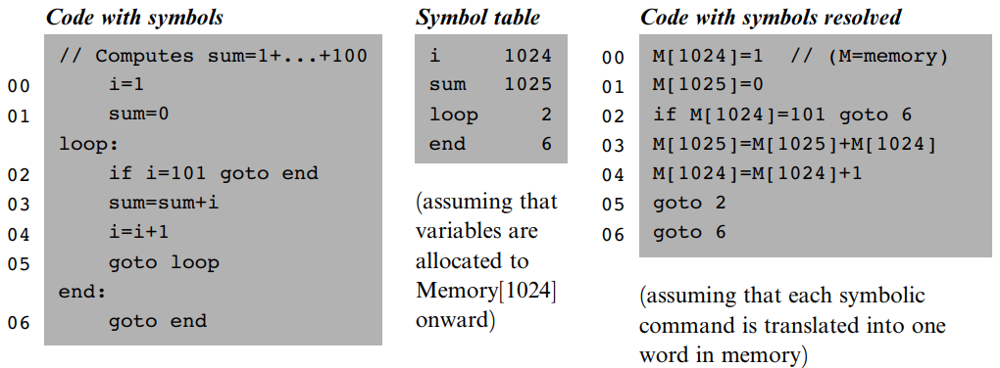 Code with symbols
// Computes sum=1+...+100
00 i=1
01 sum=0
loop:
02 if i=101 goto end
03 sum=sum+i
04 i=i+1
05 goto loop
end:
06 goto end
Symbol table
i 1024
sum 1025
loop 2
end 6
(assuming that
variables are
allocated to
Memory[1024]
onward)
Code with symbols resolved
00 M[1024]=1 // (M=memory)
01 M[1025]=0
02 if M[1024]=101 goto 6
03 M[1025]=M[1025]+M[1024]
04 M[1024]=M[1024]+1
05 goto 2
06 goto 6
(assuming that each symbolic
command is translated into one
word in memory)